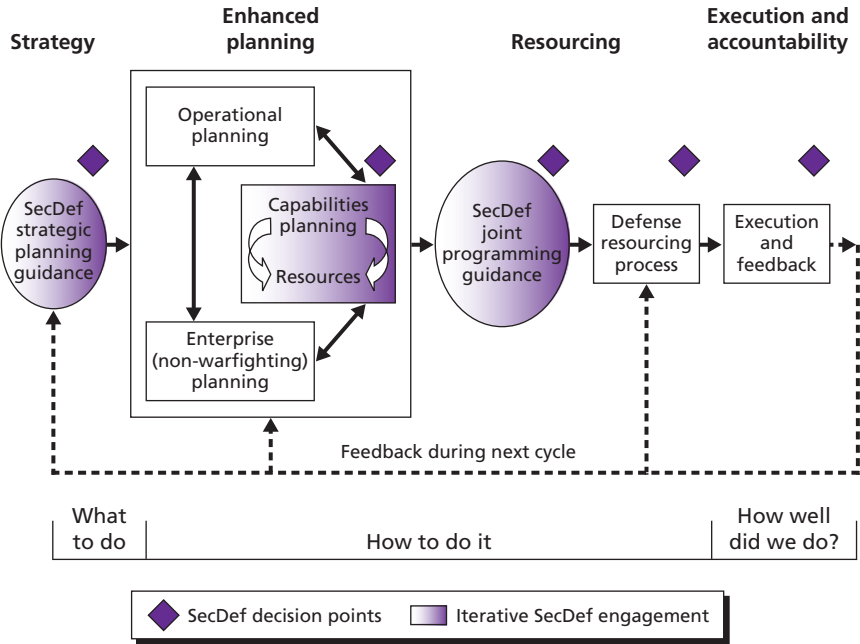 Strategy
Enhanced
planning
Resourcing
Execution and
accountability
SecDef
strategic
planning
guidance
Operational
planning
Capabilities
planning
Resources
Enterprise
(non-warfighting)
planning
SecDef
joint
programming
guidance
Defense
resourcing
process
Execution
and
feedback
Feedback during next cycle
What
to do
How to do it
How well
did we do?
SecDef decision points
Iterative SecDef engagement